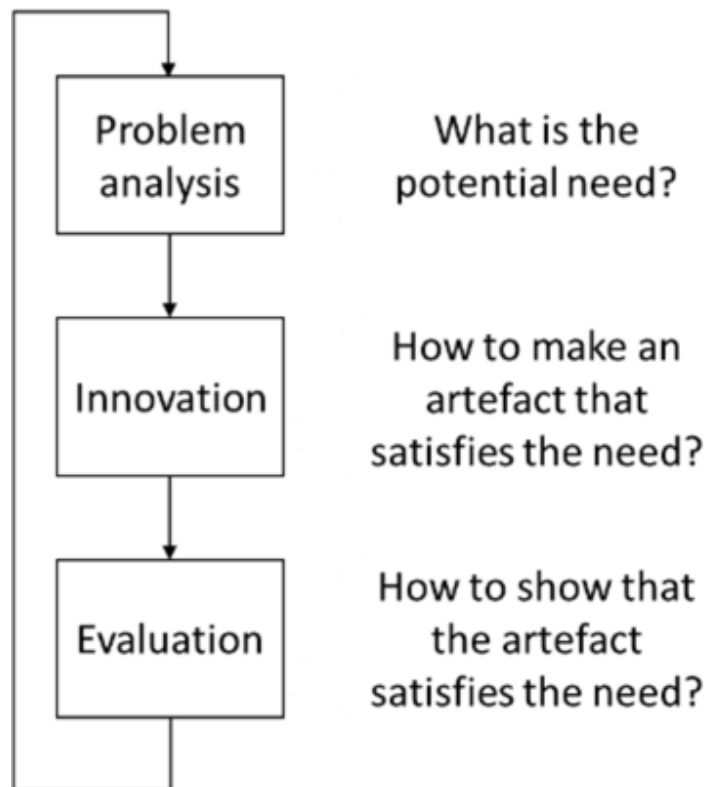 Problem
analysis
What is the
potential need?
Innovation
How to make an
artefact that
satisfies the need?
Evaluation
How to show that
the artefact
satisfies the need?